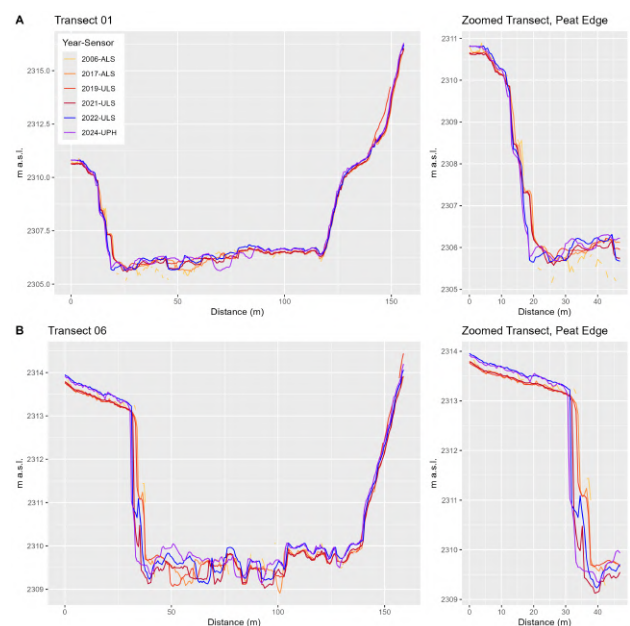 A
Transect 01
Zoomed Transect, Peat Edge
Year-Sensor
2006-ALS
2017-ALS
2019-ULS
2021-ULS
2022-ULS
2024-UPH
m a.s.l.
2315.0
2312.5
2310.0
2307.5
2305.0
0
50
100
150
Distance (m)
m a.s.l.
2311
2310
2309
2308
2307
2306
2305
0
10
20
30
40
Distance (m)
B
Transect 06
Zoomed Transect, Peat Edge
m a.s.l.
2314
2313
2312
2311
2310
2309
0
50
100
150
Distance (m)
m a.s.l.
2314
2313
2312
2311
2310
2309
0
10
20
30
40
Distance (m)